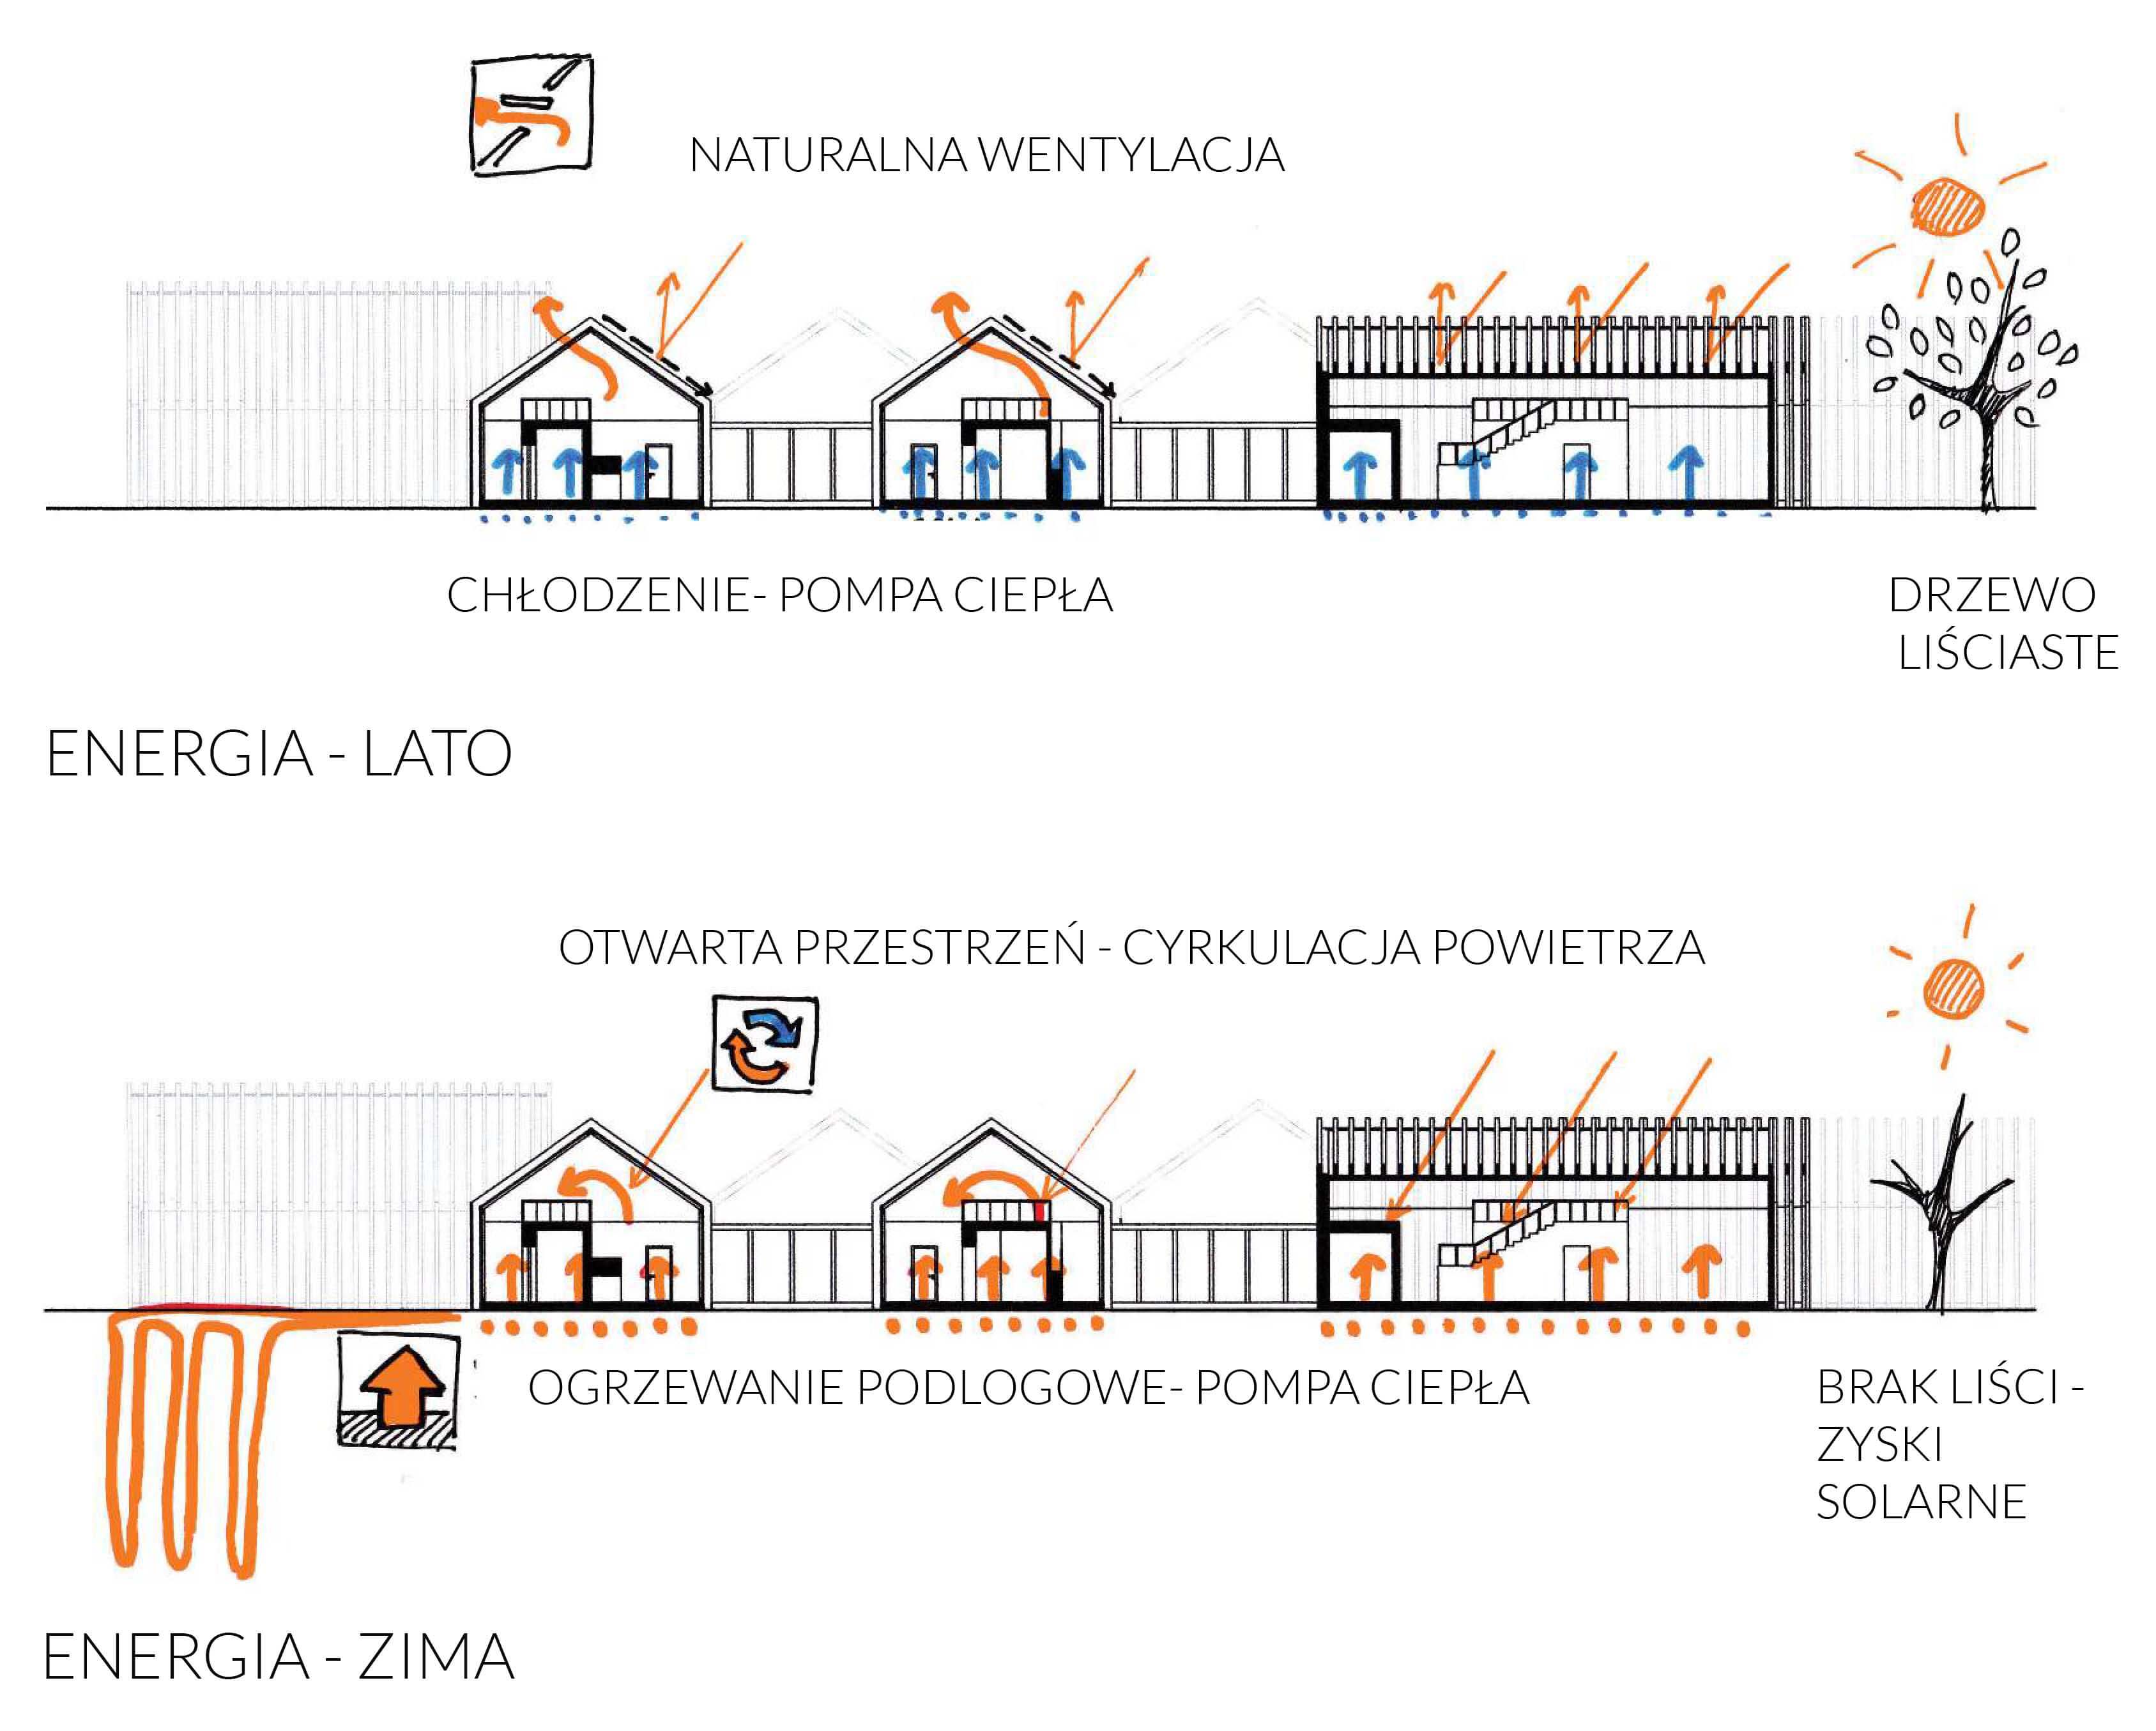 NATURALNA WENTYLACJA
CHŁODZENIE- POMPA CIEPŁA
DRZEWO
LIŚCIASTE
ENERGIA - LATO
OTWARTA PRZESTRZEŃ - CYRKULACJA POWIETRZA
OGRZEWANIE PODLOGOWE- POMPA CIEPŁA
BRAK LIŚCI -
ZYSKI
SOLARNE
ENERGIA - ZIMA